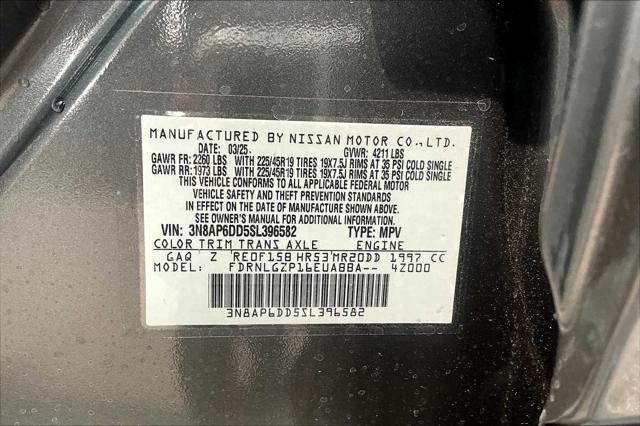 MANUFACTURED BY NISSAN MOTOR CO., LTD.
DATE: 03/25 GVWR: 4211 LBS
GAWR FR: 2260 LBS WITH 225/45R19 TIRES 19X7.5J RIMS AT 35 PSI COLD SINGLE
GAWR RR: 1973 LBS WITH 225/45R19 TIRES 19X7.5J RIMS AT 35 PSI COLD SINGLE
THIS VEHICLE CONFORMS TO ALL APPLICABLE FEDERAL MOTOR
VEHICLE SAFETY AND THEFT PREVENTION STANDARDS
IN EFFECT ON THE DATE OF MANUFACTURE SHOWN ABOVE.
SEE OWNER'S MANUAL FOR ADDITIONAL INFORMATION.
VIN: 3N8AP6DD5SL396582 TYPE: MPV
COLOR TRIM TRANS AXLE ENGINE
GAQ Z RE0F15B HR53 MR20DD 1997 CC
MODEL: FDRNLGZP16EUABBA-- 4Z000
3N8AP6DD5SL396582